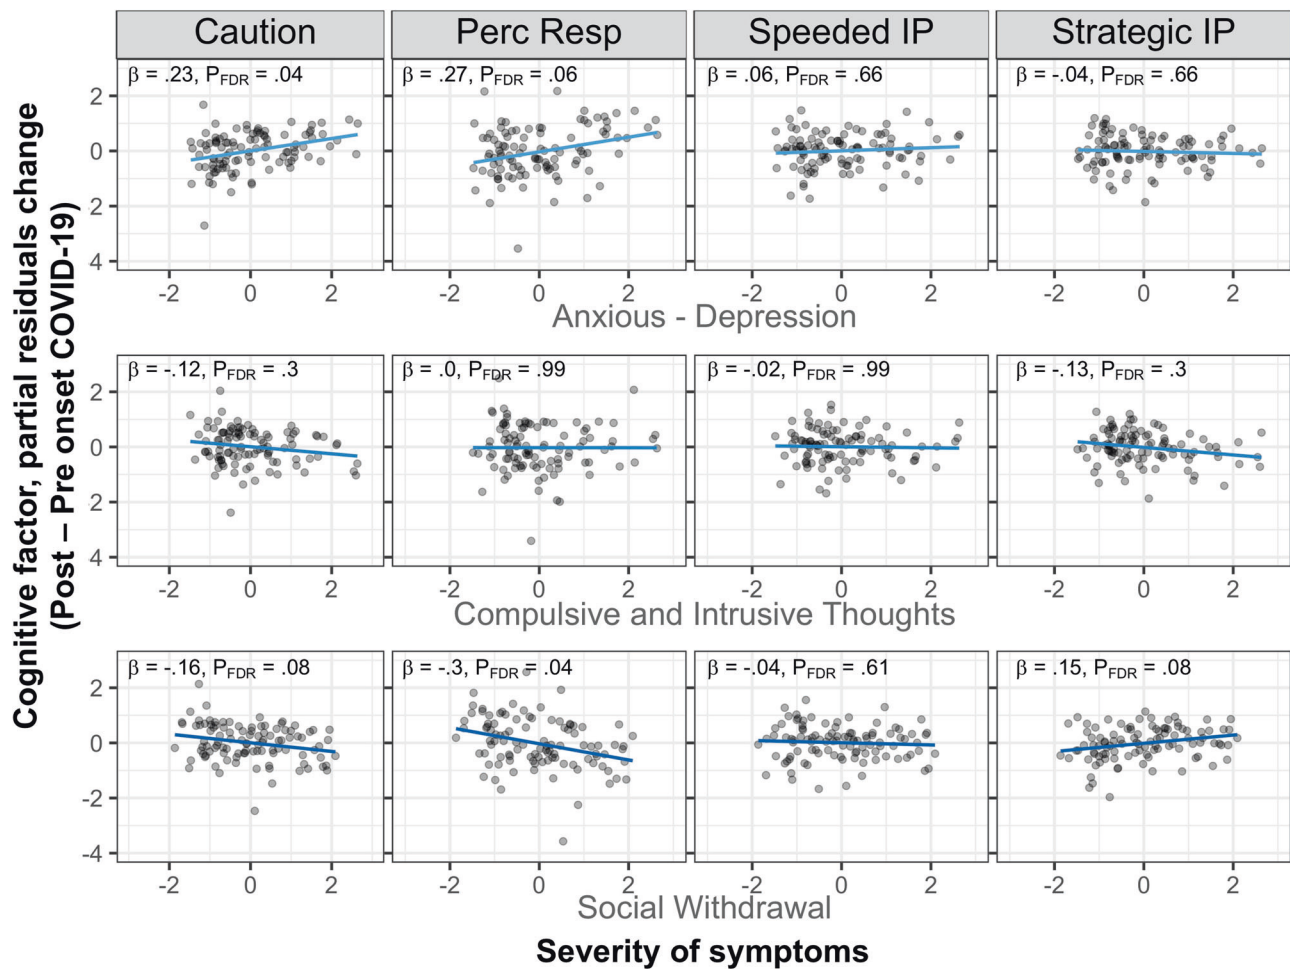 Caution Perc Resp Speeded IP Strategic IP
β = .23, PFDR = .04 β = .27, PFDR = .06 β = .06, PFDR = .66 β = -.04, PFDR = .66
2
0
2
4
-2 0 2 -2 0 2 -2 0 2 -2 0 2
Anxious - Depression
β = -.12, PFDR = .3 β = .0, PFDR = .99 β = -.02, PFDR = .99 β = -.13, PFDR = .3
2
0
2
4
-2 0 2 -2 0 2 -2 0 2 -2 0 2
Compulsive and Intrusive Thoughts
β = -.16, PFDR = .08 β = -.3, PFDR = .04 β = -.04, PFDR = .61 β = .15, PFDR = .08
2
0
-2
-4
-2 0 2 -2 0 2 -2 0 2 -2 0 2
Social Withdrawal
Severity of symptoms
Cognitive factor, partial residuals change
(Post – Pre onset COVID-19)